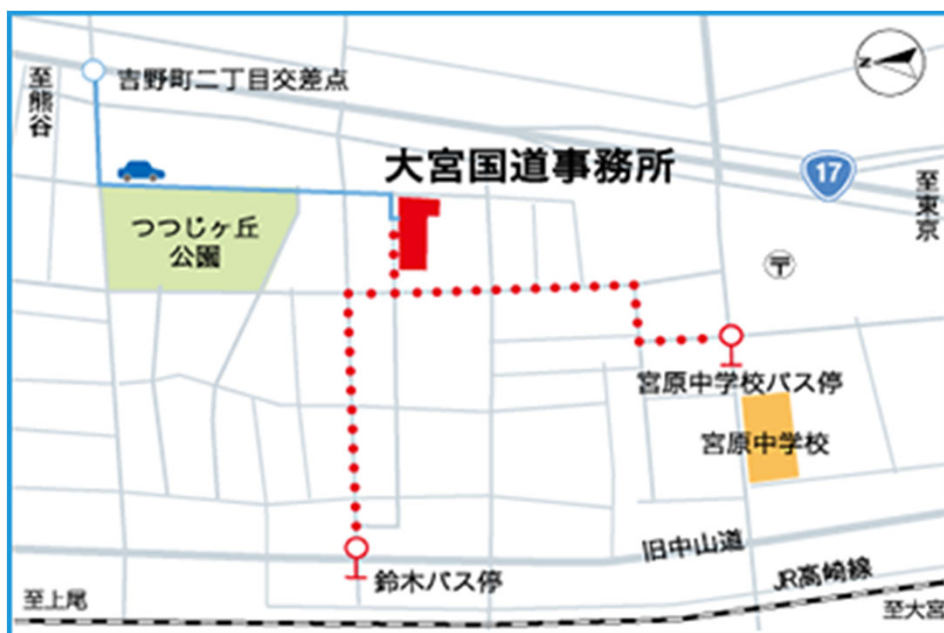 至熊谷
吉野町二丁目交差点
N
大宮国道事務所
17
至東京
つつじヶ丘
公園
〒
宮原中学校バス停
宮原中学校
旧中山道
鈴木バス停
JR高崎線
至上尾
至大宮